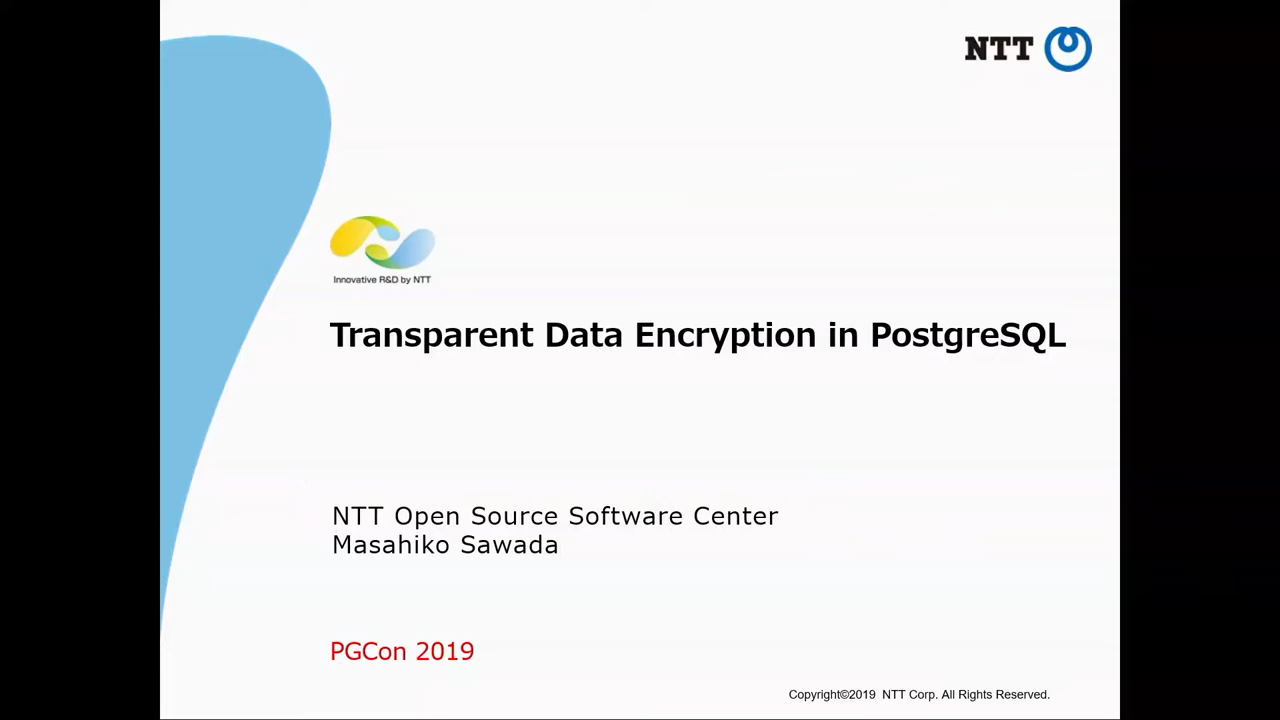 NTT
Innovative R&D by NTT
Transparent Data Encryption in PostgreSQL
NTT Open Source Software Center
Masahiko Sawada
PGCon 2019
Copyright©2019 NTT Corp. All Rights Reserved.